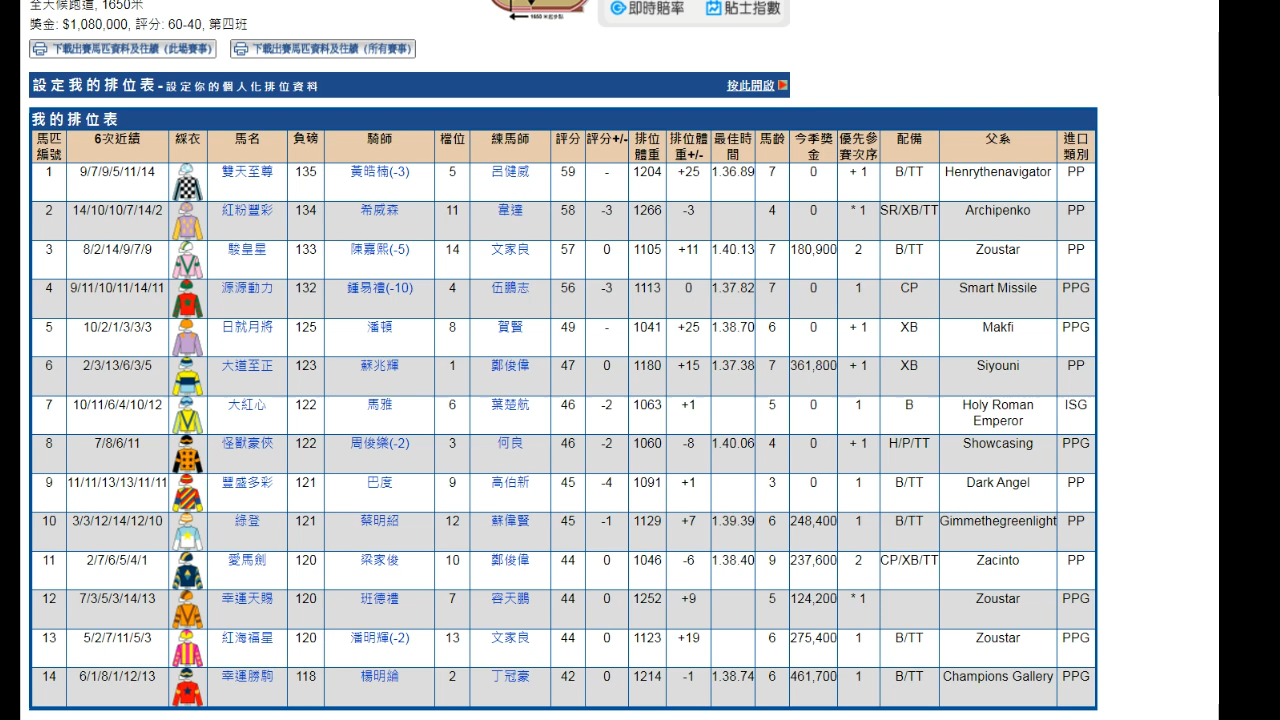 全天候跑道, 1650米
獎金: $1,080,000, 評分: 60-40, 第四班
1650 米起步點
即時賠率 貼士指數
下載出賽馬匹資料及往績 (此場賽事) 下載出賽馬匹資料及往績 (所有賽事)
設定我的排位表-設定你的個人化排位資料 按此開啟
我的排位表
馬匹編號 6次近績 綵衣 馬名 負磅 騎師 檔位 練馬師 評分 評分+/- 排位體重 排位體重+/- 最佳時間 馬齡 今季獎金 優先參賽次序 配備 父系 進口類別
1 9/7/9/5/11/14 雙天至尊 135 黃皓楠(-3) 5 呂健威 59 - 1204 +25 1.36.89 7 0 + 1 B/TT Henrythenavigator PP
2 14/10/10/7/14/2 紅粉豐彩 134 希威森 11 韋達 58 -3 1266 -3 4 0 * 1 SR/XB/TT Archipenko PP
3 8/2/14/9/7/9 駿皇星 133 陳嘉熙(-5) 14 文家良 57 0 1105 +11 1.40.13 7 180,900 2 B/TT Zoustar PP
4 9/11/10/11/14/11 源源動力 132 鍾易禮(-10) 4 伍鵬志 56 -3 1113 0 1.37.82 7 0 1 CP Smart Missile PPG
5 10/2/1/3/3/3 日就月將 125 潘頓 8 賀賢 49 - 1041 +25 1.38.70 6 0 + 1 XB Makfi PPG
6 2/3/13/6/3/5 大道至正 123 蘇兆輝 1 鄭俊偉 47 0 1180 +15 1.37.38 7 361,800 + 1 XB Siyouni PP
7 10/11/6/4/10/12 大紅心 122 馬雅 6 葉楚航 46 -2 1063 +1 5 0 1 B Holy Roman Emperor ISG
8 7/8/6/11 怪獸豪俠 122 周俊樂(-2) 3 何良 46 -2 1060 -8 1.40.06 4 0 + 1 H/P/TT Showcasing PPG
9 11/11/13/13/11/11 豐盛多彩 121 巴度 9 高伯新 45 -4 1091 +1 3 0 1 B/TT Dark Angel PP
10 3/3/12/14/12/10 綠登 121 蔡明紹 12 蘇偉賢 45 -1 1129 +7 1.39.39 6 248,400 1 B/TT Gimmethegreenlight PP
11 2/7/6/5/4/1 愛馬劍 120 梁家俊 10 鄭俊偉 44 0 1046 -6 1.38.40 9 237,600 2 CP/XB/TT Zacinto PP
12 7/3/5/3/14/13 幸運天賜 120 班德禮 7 容天鵬 44 0 1252 +9 5 124,200 * 1 Zoustar PPG
13 5/2/7/11/5/3 紅海福星 120 潘明輝(-2) 13 文家良 44 0 1123 +19 6 275,400 1 B/TT Zoustar PPG
14 6/1/8/1/12/13 幸運勝駒 118 楊明綸 2 丁冠豪 42 0 1214 -1 1.38.74 6 461,700 1 B/TT Champions Gallery PPG